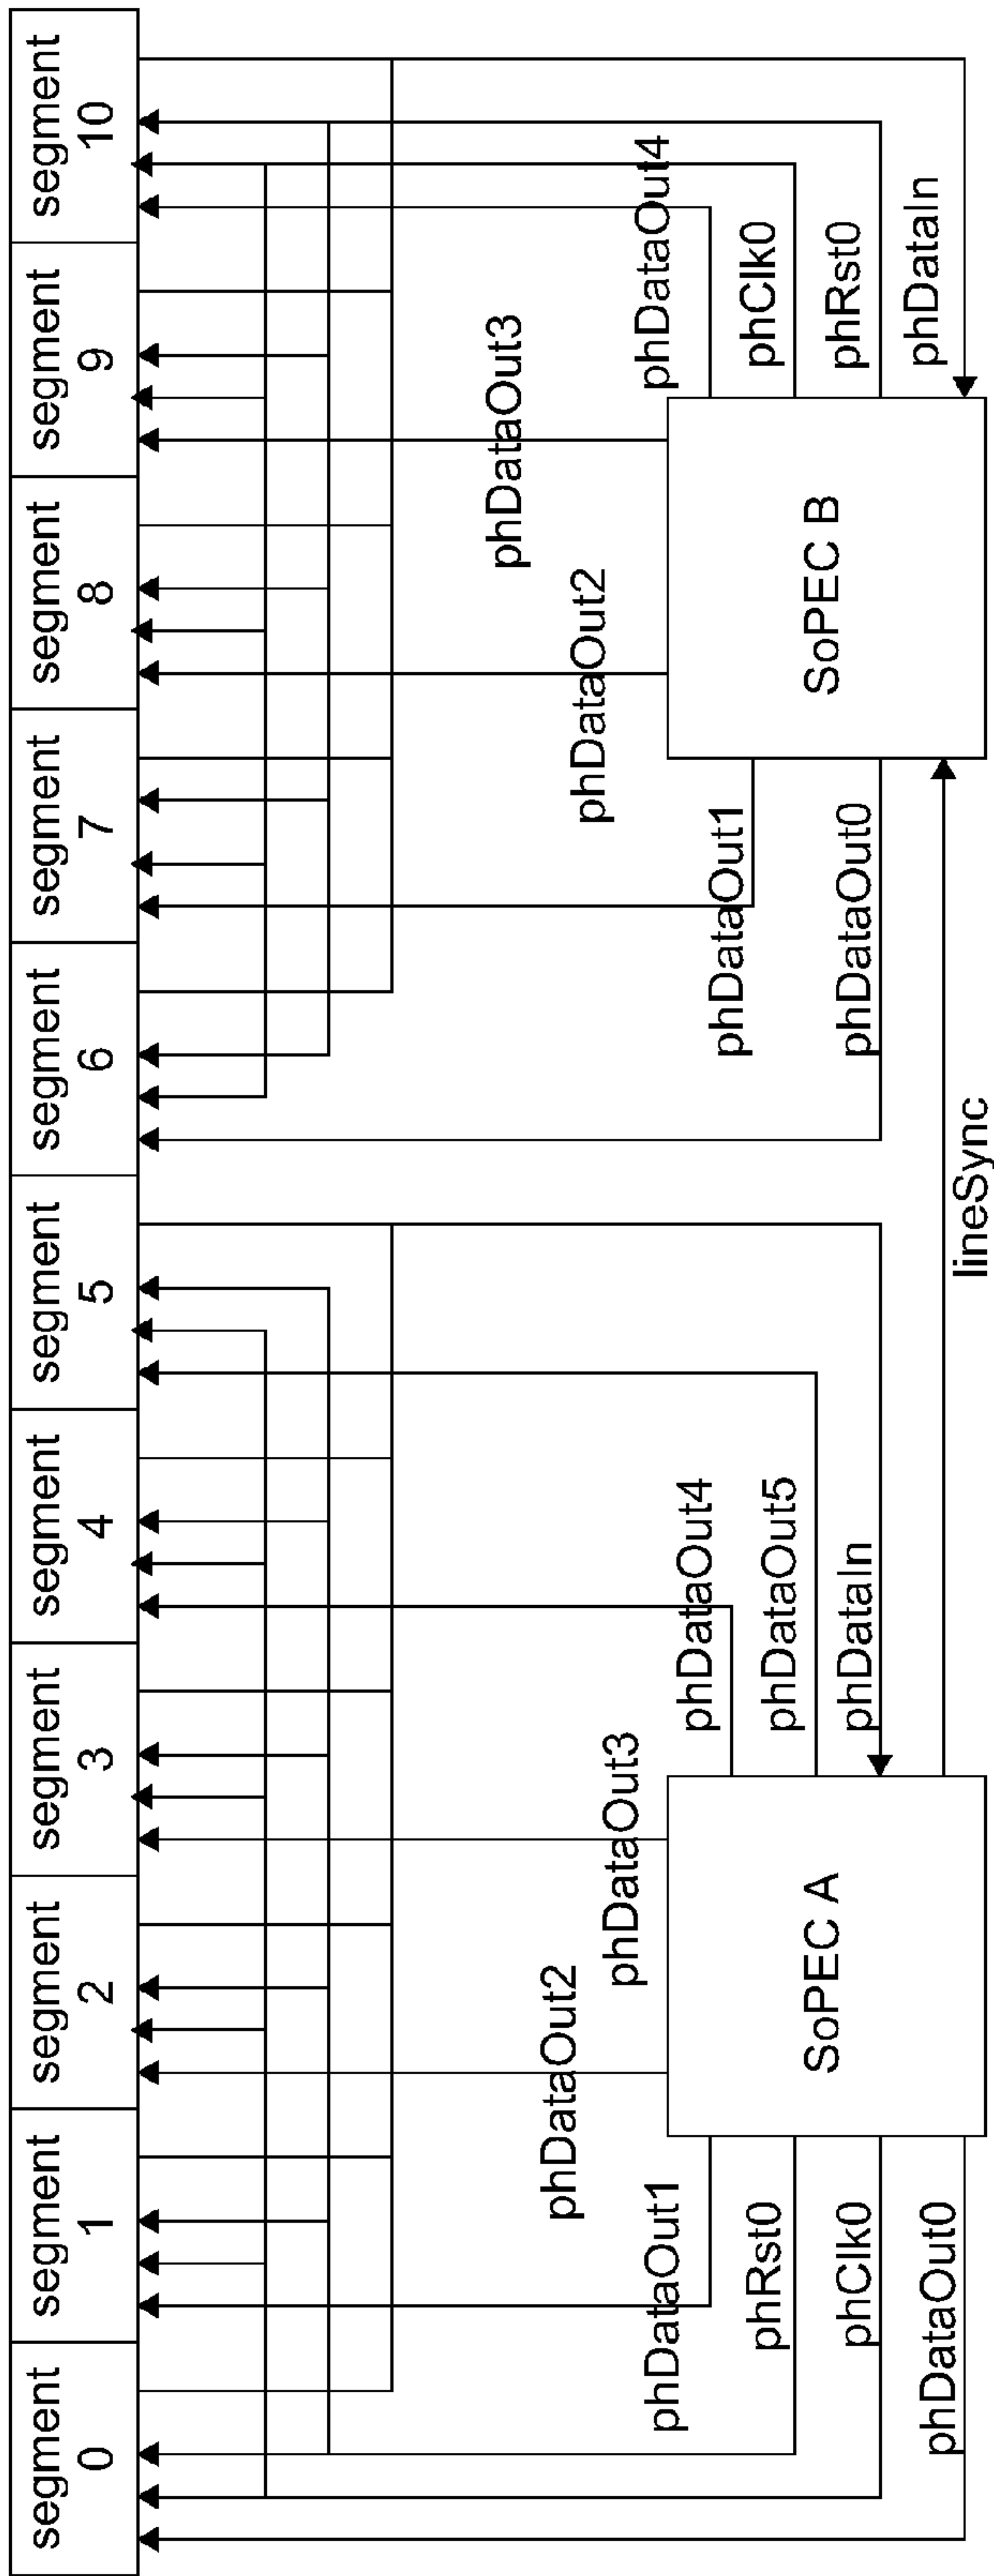 segment
0
segment
1
segment
2
segment
3
segment
4
segment
5
segment
6
segment
7
segment
8
segment
9
segment
10
phDataOut2
phDataOut3
phDataOut1
phDataOut4
phRst0
phDataOut5
phClk0
phDataIn
phDataOut0
SoPEC A
lineSync
phDataOut3
phDataOut2
phDataOut4
phDataOut1
phClk0
phDataOut0
phRst0
phDataIn
SoPEC B